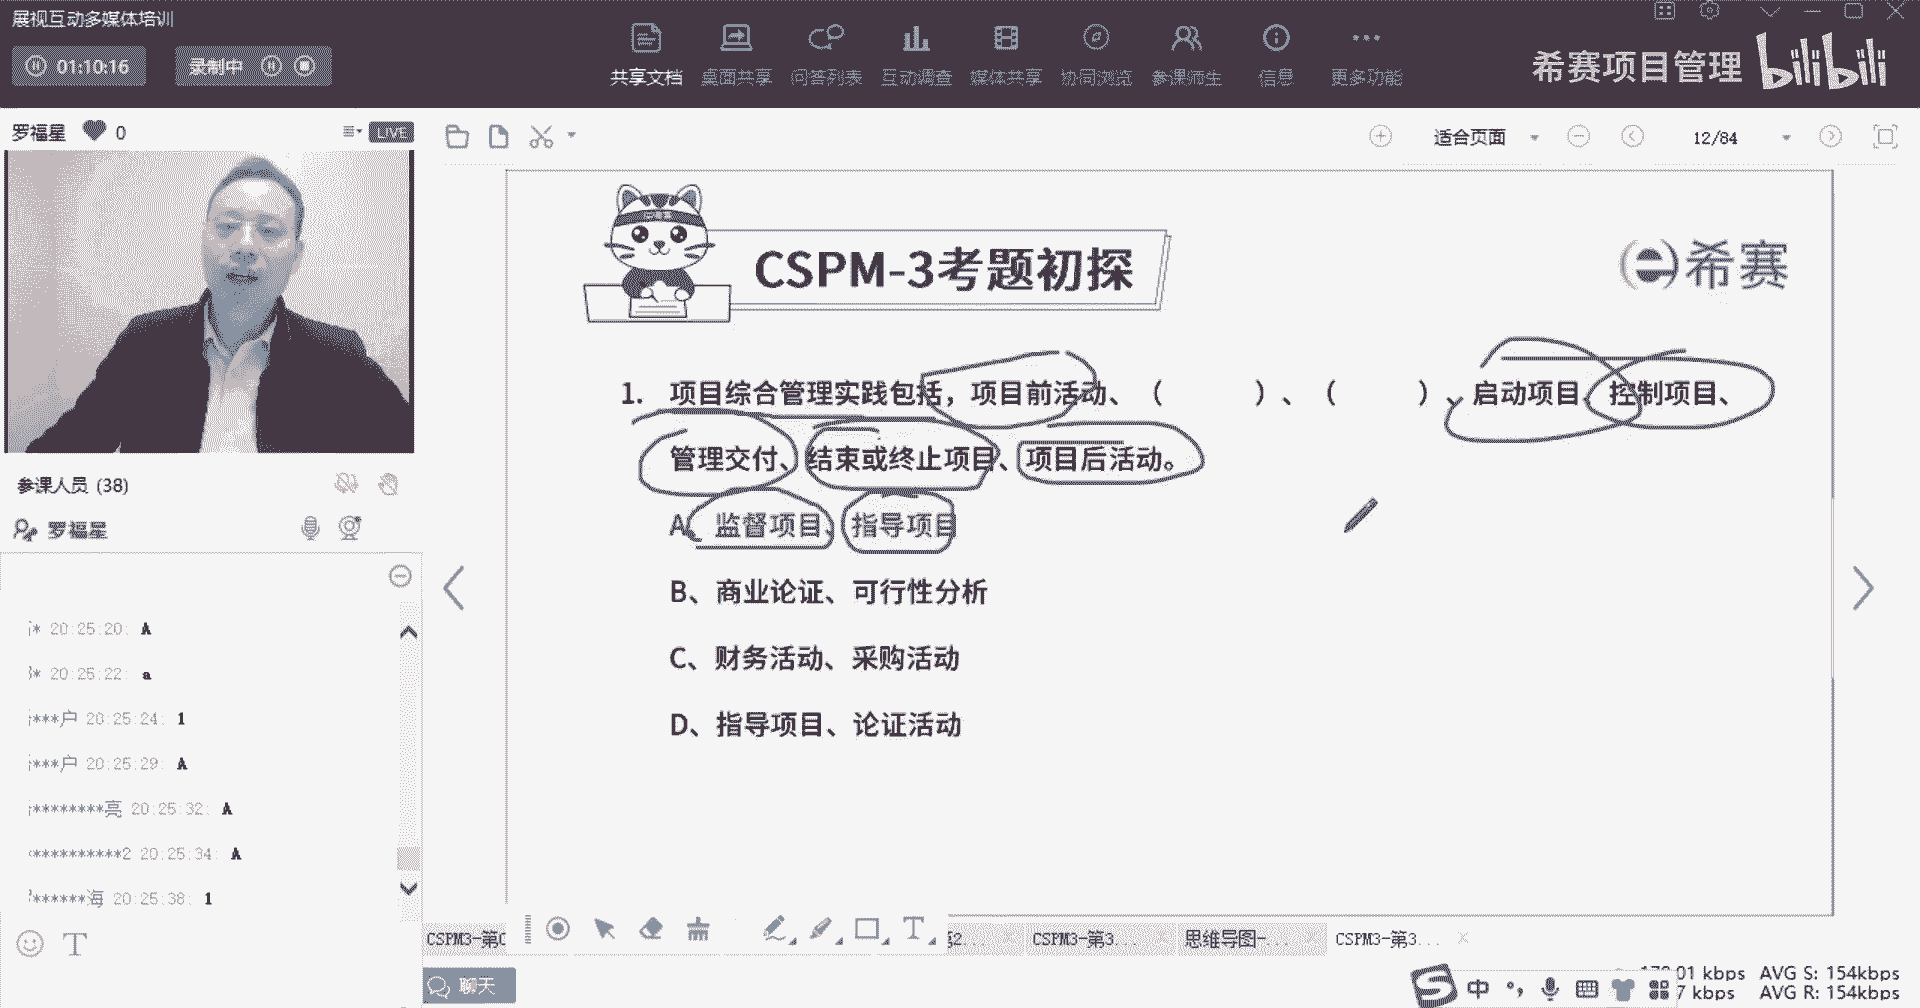 展视互动多媒体培训
01:10:16
录制中
共享文档
桌面共享
问答列表
互动调查
媒体共享
协同浏览
参课师生
信息
更多功能
希赛项目管理 bilibili
罗福星 0
LIVE
适合页面
12/84
CSPM-3考题初探
希赛
1. 项目综合管理实践包括，项目前活动、（ ）、（ ）、启动项目、控制项目、
管理交付、结束或终止项目、项目后活动。
A、监督项目、指导项目
B、商业论证、可行性分析
C、财务活动、采购活动
D、指导项目、论证活动
参课人员 (38)
罗福星
20:25:20: A
20:25:22: a
***户 20:25:24: 1
***户 20:25:29: A
********亮 20:25:32: A
**********2 20:25:34: A
******海 20:25:38: 1
T
T
CSPM3-第
2...
CSPM3-第3...
思维导图-...
CSPM3-第3...
聊天
中
01 kbps AVG S: 154kbps
7 kbps AVG R: 154kbps